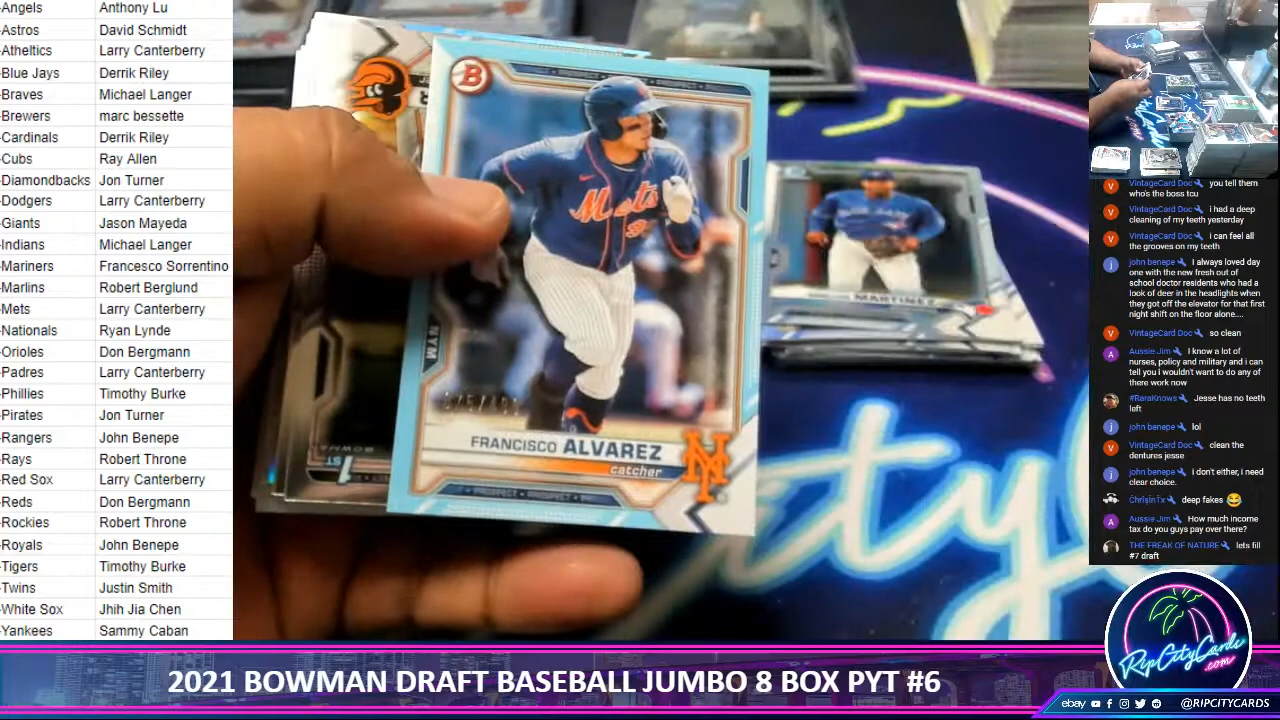 -Angels Anthony Lu
-Astros David Schmidt
-Atheltics Larry Canterberry
-Blue Jays Derrik Riley
-Braves Michael Langer
-Brewers marc bessette
-Cardinals Derrik Riley
-Cubs Ray Allen
-Diamondbacks Jon Turner
-Dodgers Larry Canterberry
-Giants Jason Mayeda
-Indians Michael Langer
-Mariners Francesco Sorrentino
-Marlins Robert Berglund
-Mets Larry Canterberry
-Nationals Ryan Lynde
-Orioles Don Bergmann
-Padres Larry Canterberry
-Phillies Timothy Burke
-Pirates Jon Turner
-Rangers John Benepe
-Rays Robert Throne
-Red Sox Larry Canterberry
-Reds Don Bergmann
-Rockies Robert Throne
-Royals John Benepe
-Tigers Timothy Burke
-Twins Justin Smith
-White Sox Jhih Jia Chen
-Yankees Sammy Caban
B
PROSPECT
Mets
NYM
FRANCISCO ALVAREZ
catcher
NY
PROSPECT • PROSPECT
1ST
MARTINEZ
VintageCard Doc you tell them
who's the boss tcu
VintageCard Doc i had a deep
cleaning of my teeth yesterday
VintageCard Doc i can feel all
the grooves on my teeth
john benepe I always loved day
one with the new fresh out of
school doctor residents who had a
look of deer in the headlights when
they got off the elevator for that first
night shift on the floor alone....
VintageCard Doc so clean
Aussie Jim I know a lot of
nurses, policy and military and i can
tell you i wouldn't want to do any of
there work now
#RaraKnows Jesse has no teeth
left
john benepe lol
VintageCard Doc clean the
dentures jesse
john benepe i don't either, i need
clear choice.
deep fakes 😂
Aussie Jim How much income
tax do you guys pay over there?
THE FREAK OF NATURE lets fill
#7 draft
RipCityCards
.com
2021 BOWMAN DRAFT BASEBALL JUMBO 8 BOX PYT #6
ebay @RIPCITYCARDS